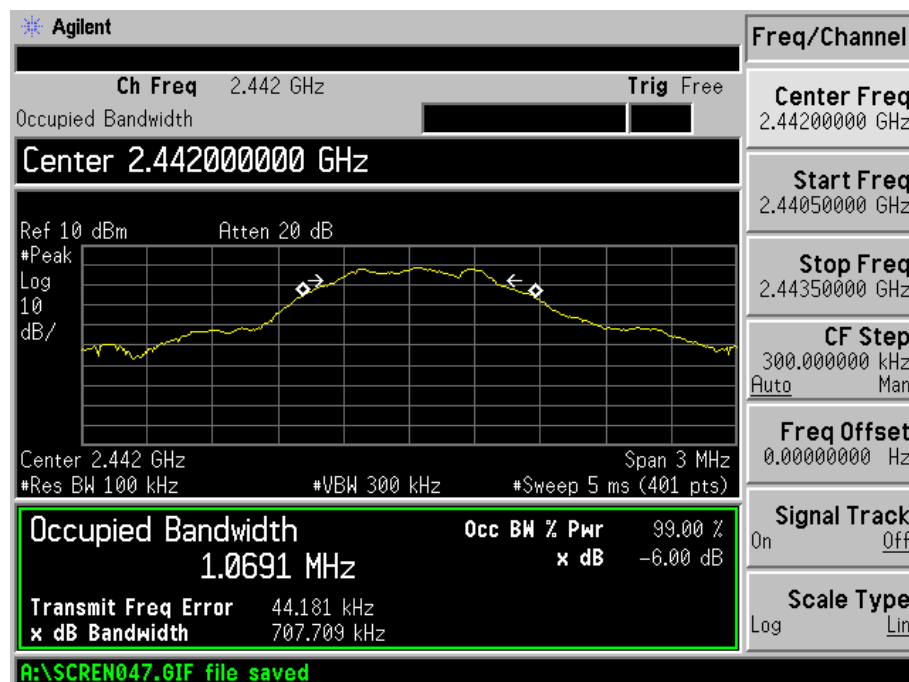 Agilent
Freq/Channel
Ch Freq 2.442 GHz Trig Free
Occupied Bandwidth
Center 2.442000000 GHz
Ref 10 dBm Atten 20 dB
#Peak
Log
10
dB/
Center 2.442 GHz Span 3 MHz
#Res BW 100 kHz #VBW 300 kHz #Sweep 5 ms (401 pts)
Occupied Bandwidth
1.0691 MHz
Occ BW % Pwr 99.00 %
x dB -6.00 dB
Transmit Freq Error 44.181 kHz
x dB Bandwidth 707.709 kHz
A:\SCREN047.GIF file saved
Center Freq
2.44200000 GHz
Start Freq
2.44050000 GHz
Stop Freq
2.44350000 GHz
CF Step
300.000000 kHz
Auto Man
Freq Offset
0.00000000 Hz
Signal Track
On Off
Scale Type
Log Lin